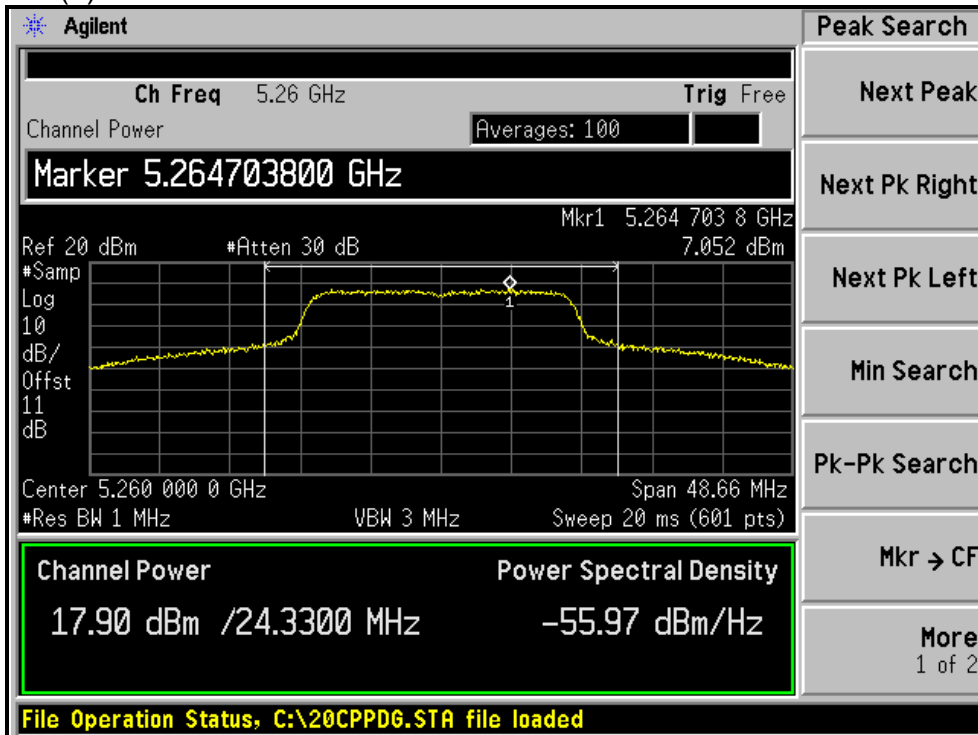 Agilent
Peak Search
Ch Freq 5.26 GHz Trig Free
Channel Power Averages: 100
Marker 5.264703800 GHz
Mkr1 5.264 703 8 GHz
Ref 20 dBm #Atten 30 dB 7.052 dBm
#Samp
Log
10
dB/
Offst
11
dB
1
Center 5.260 000 0 GHz Span 48.66 MHz
#Res BW 1 MHz VBW 3 MHz Sweep 20 ms (601 pts)
Channel Power Power Spectral Density
17.90 dBm /24.3300 MHz -55.97 dBm/Hz
File Operation Status, C:\20CPPDG.STA file loaded
Next Peak
Next Pk Right
Next Pk Left
Min Search
Pk-Pk Search
Mkr → CF
More
1 of 2